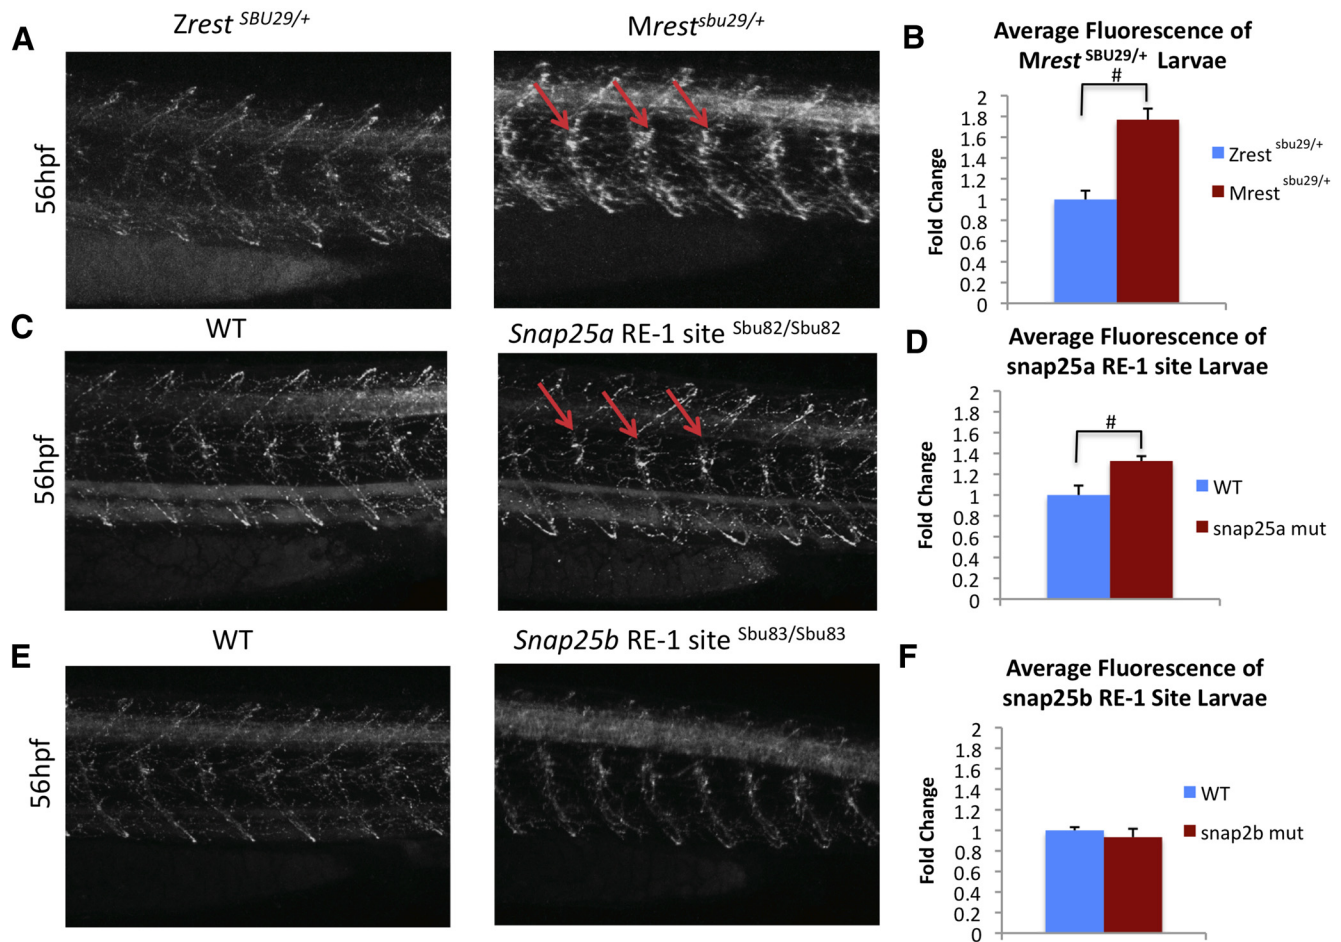 A
Zrest SBU29/+
Mrest sbu29/+
56hpf
B
Average Fluorescence of
Mrest SBU29/+ Larvae
#
Fold Change
2
1.8
1.6
1.4
1.2
1
0.8
0.6
0.4
0.2
0
Zrest sbu29/+
Mrest sbu29/+
C
WT
Snap25a RE-1 site Sbu82/Sbu82
56hpf
D
Average Fluorescence of
snap25a RE-1 site Larvae
#
Fold Change
2
1.8
1.6
1.4
1.2
1
0.8
0.6
0.4
0.2
0
WT
snap25a mut
E
WT
Snap25b RE-1 site Sbu83/Sbu83
56hpf
F
Average Fluorescence of
snap25b RE-1 Site Larvae
Fold Change
2
1.8
1.6
1.4
1.2
1
0.8
0.6
0.4
0.2
0
WT
snap2b mut